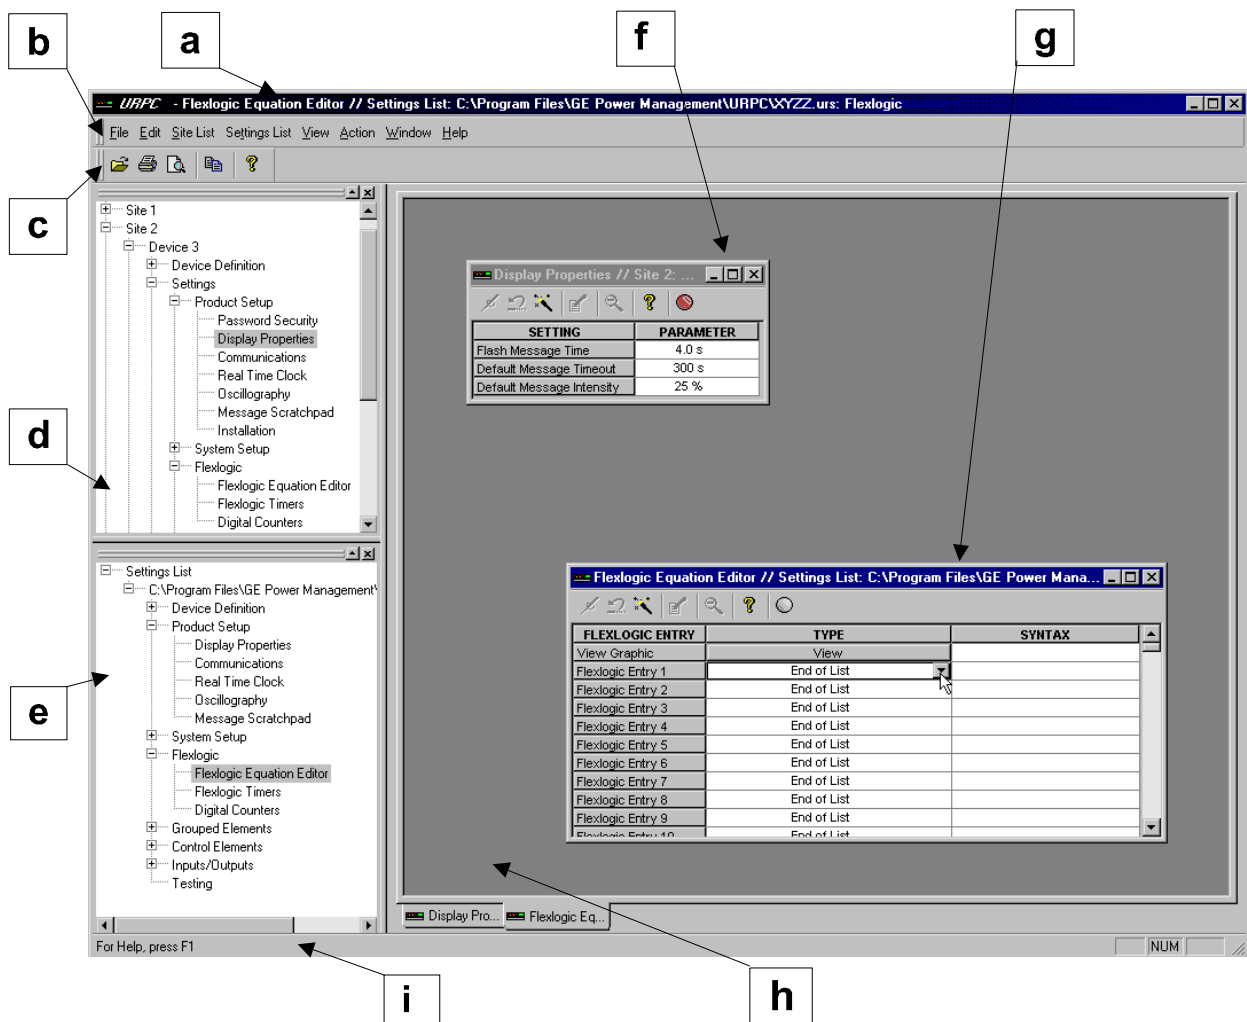 b
a
f
g
URPC - Flexlogic Equation Editor // Settings List: C:\Program Files\GE Power Management\URPC\XYZZ.urs: Flexlogic
File Edit Site List Settings List View Action Window Help
c
Site 1
Site 2
Device 3
Device Definition
Settings
Product Setup
Password Security
Display Properties
Communications
Real Time Clock
Oscillography
Message Scratchpad
Installation
System Setup
Flexlogic
Flexlogic Equation Editor
Flexlogic Timers
Digital Counters
d
Display Properties // Site 2: ...
SETTING PARAMETER
Flash Message Time 4.0 s
Default Message Timeout 300 s
Default Message Intensity 25 %
Settings List
C:\Program Files\GE Power Management\
Device Definition
Product Setup
Display Properties
Communications
Real Time Clock
Oscillography
Message Scratchpad
System Setup
Flexlogic
Flexlogic Equation Editor
Flexlogic Timers
Digital Counters
Grouped Elements
Control Elements
Inputs/Outputs
Testing
e
Flexlogic Equation Editor // Settings List: C:\Program Files\GE Power Mana...
FLEXLOGIC ENTRY TYPE SYNTAX
View Graphic View
Flexlogic Entry 1 End of List
Flexlogic Entry 2 End of List
Flexlogic Entry 3 End of List
Flexlogic Entry 4 End of List
Flexlogic Entry 5 End of List
Flexlogic Entry 6 End of List
Flexlogic Entry 7 End of List
Flexlogic Entry 8 End of List
Flexlogic Entry 9 End of List
Flexlogic Entry 10 End of List
Display Pro... Flexlogic Eq...
For Help, press F1 NUM
i
h